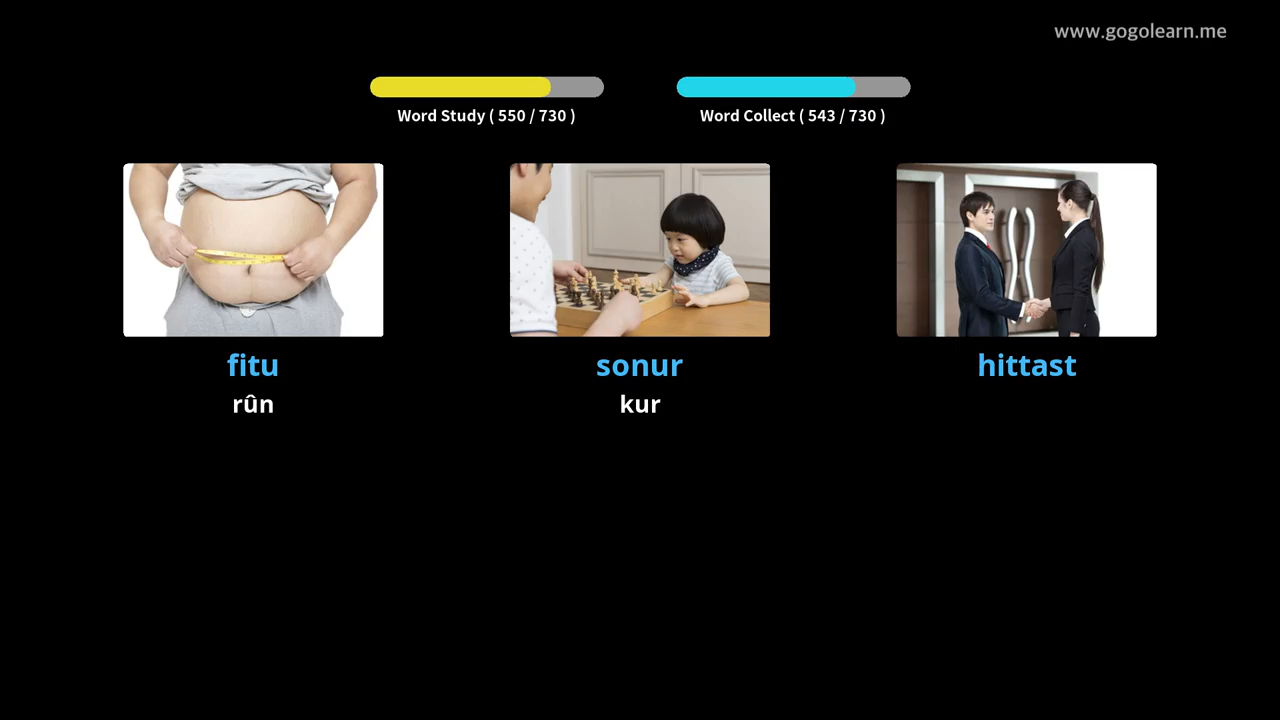 www.gogolearn.me
Word Study ( 550 / 730 )
Word Collect ( 543 / 730 )
fitu
sonur
hittast
rûn
kur